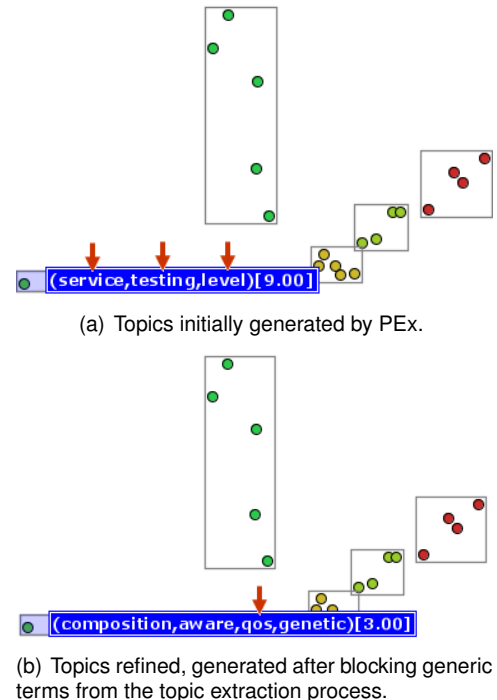 (service,testing,level)[9.00]
(a) Topics initially generated by PEx.
(composition,aware,qos,genetic)[3.00]
(b) Topics refined, generated after blocking generic
terms from the topic extraction process.